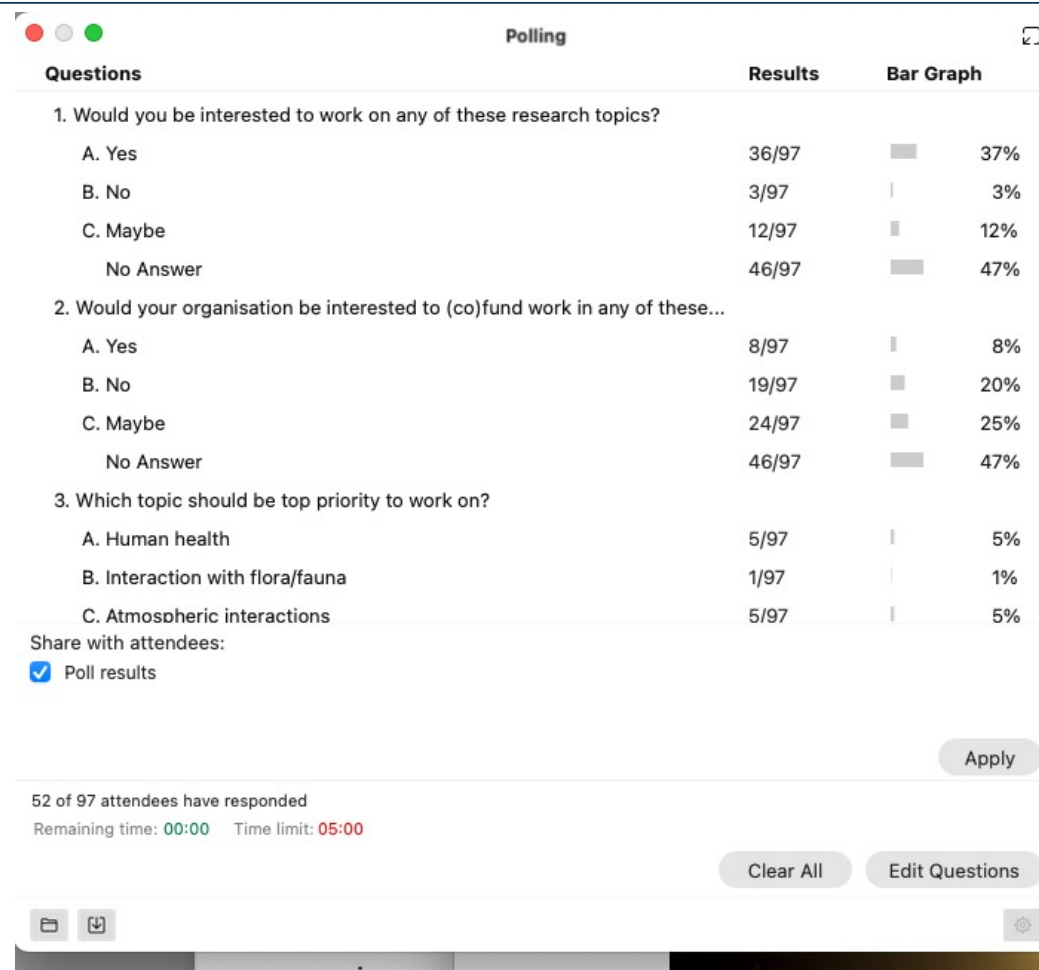 Polling
Questions Results Bar Graph
1. Would you be interested to work on any of these research topics?
A. Yes 36/97 37%
B. No 3/97 3%
C. Maybe 12/97 12%
No Answer 46/97 47%
2. Would your organisation be interested to (co)fund work in any of these...
A. Yes 8/97 8%
B. No 19/97 20%
C. Maybe 24/97 25%
No Answer 46/97 47%
3. Which topic should be top priority to work on?
A. Human health 5/97 5%
B. Interaction with flora/fauna 1/97 1%
C. Atmospheric interactions 5/97 5%
Share with attendees:
Poll results
Apply
52 of 97 attendees have responded
Remaining time: 00:00 Time limit: 05:00
Clear All Edit Questions